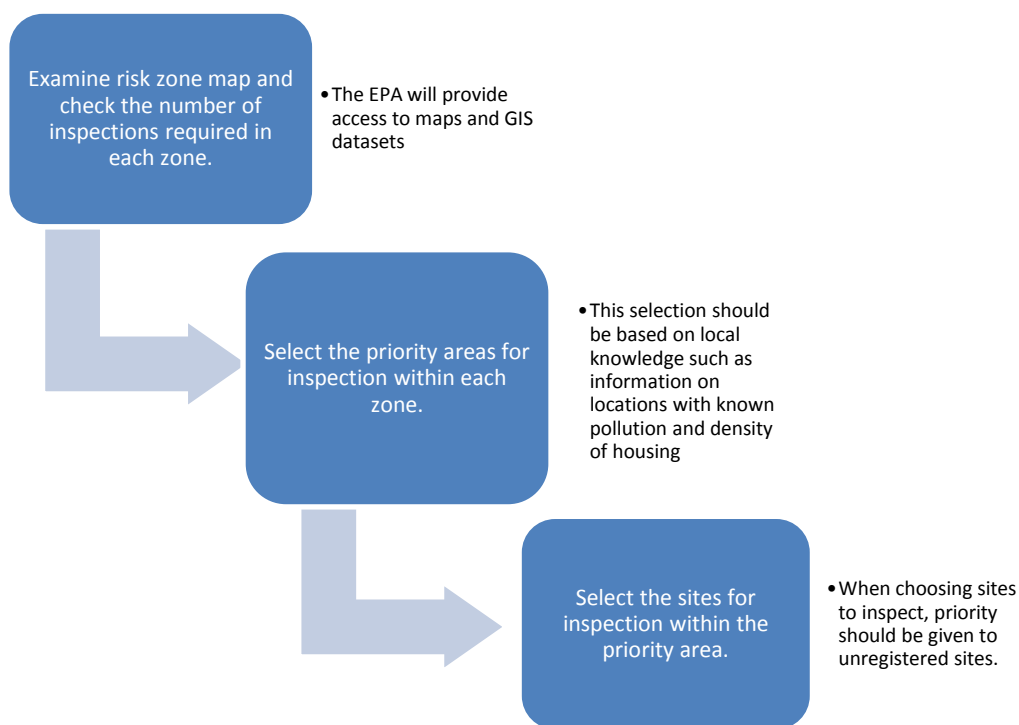 Examine risk zone map and
check the number of
inspections required in
each zone.
•The EPA will provide
access to maps and GIS
datasets
Select the priority areas for
inspection within each
zone.
•This selection should
be based on local
knowledge such as
information on
locations with known
pollution and density
of housing
Select the sites for
inspection within the
priority area.
•When choosing sites
to inspect, priority
should be given to
unregistered sites.